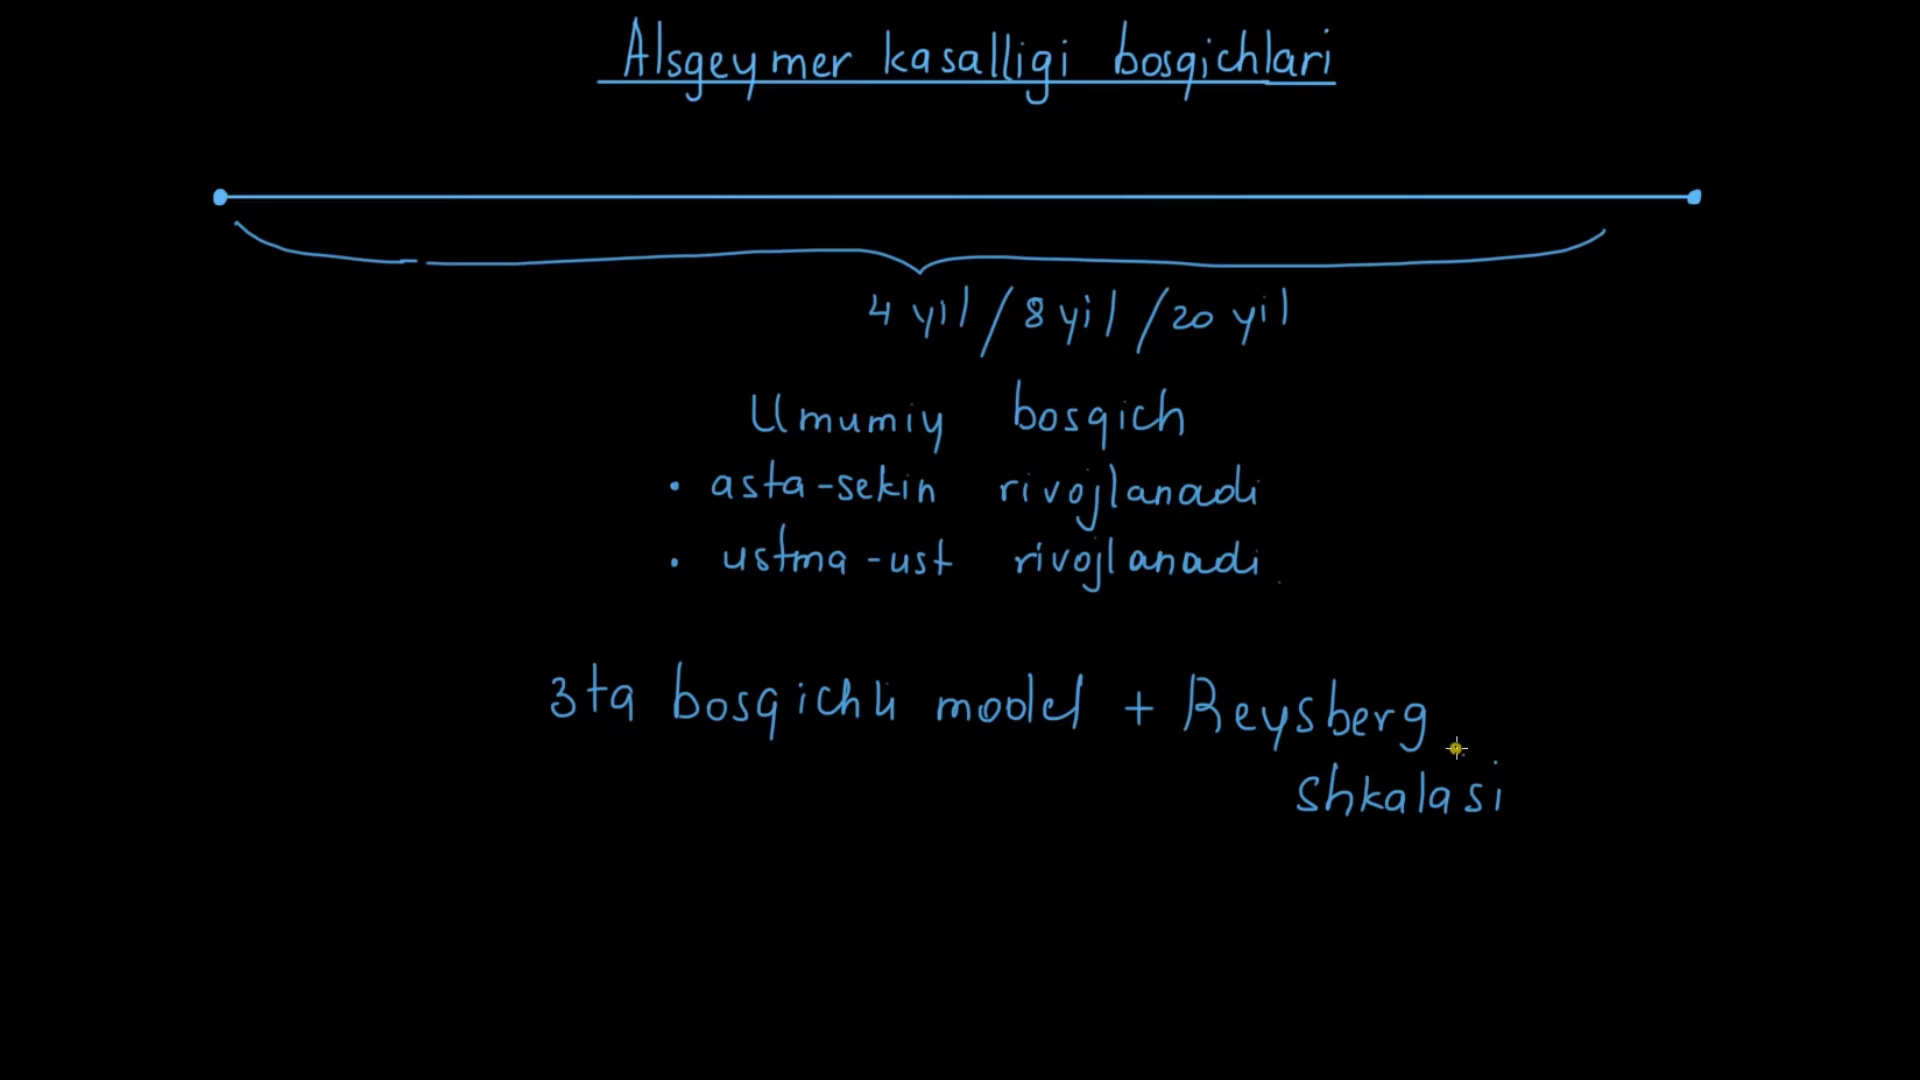 Alsgeymer kasalligi bosqichlari
4 yil / 8 yil / 20 yil
Umumiy bosqich
• asta-sekin rivojlanadi
• ustma-ust rivojlanadi
3ta bosqichli model + Reysberg
shkalasi